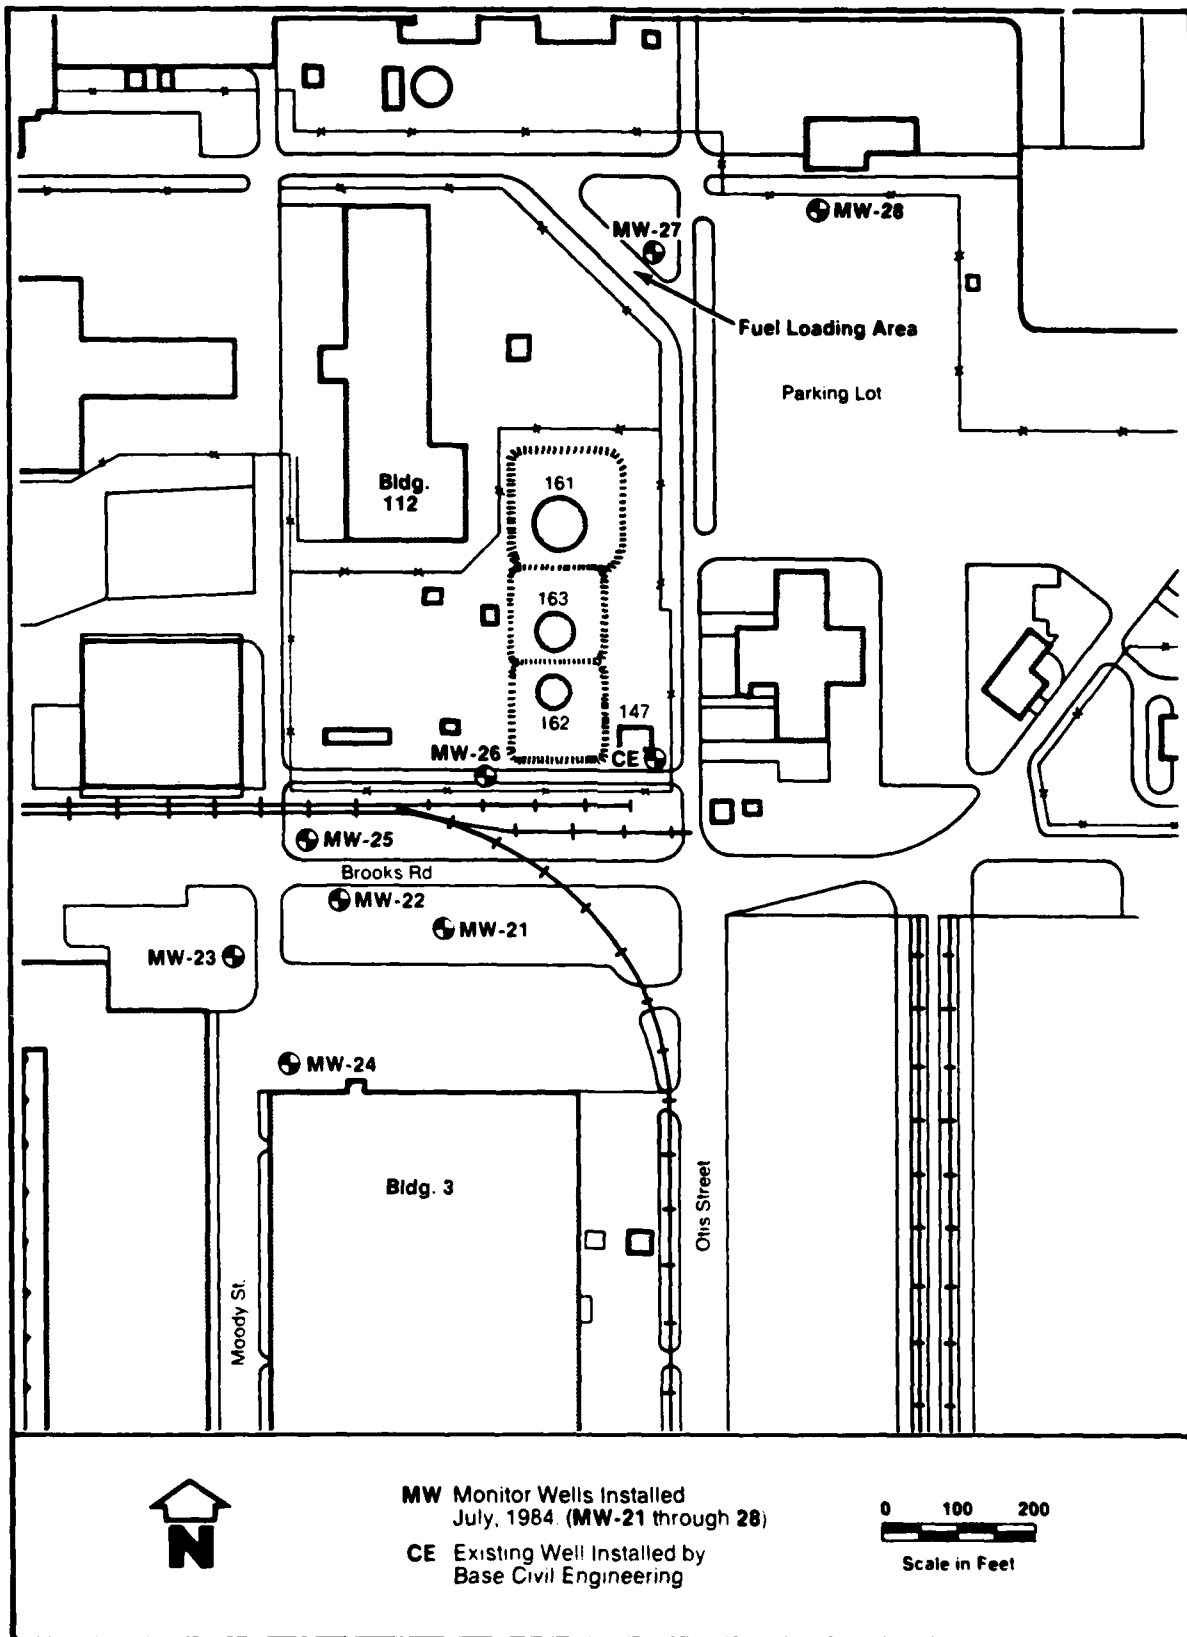 MW-28
MW-27
Fuel Loading Area
Parking Lot
Bldg.
112
161
163
162
147
CE
MW-26
MW-25
Brooks Rd
MW-22
MW-21
MW-23
MW-24
Bldg. 3
Otis Street
Moody St.
N
MW Monitor Wells Installed
July, 1984. (MW-21 through 28)
CE Existing Well Installed by
Base Civil Engineering
0 100 200
Scale in Feet